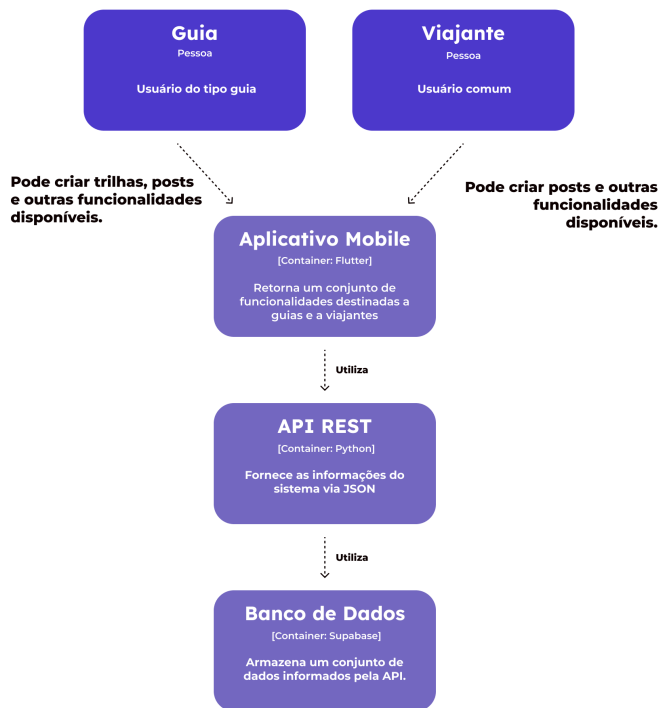 Guia
Pessoa
Usuário do tipo guia
Viajante
Pessoa
Usuário comum
Pode criar trilhas, posts
e outras funcionalidades
disponíveis.
Pode criar posts e outras
funcionalidades
disponíveis.
Aplicativo Mobile
[Container: Flutter]
Retorna um conjunto de
funcionalidades destinadas a
guias e a viajantes
Utiliza
API REST
[Container: Python]
Fornece as informações do
sistema via JSON
Utiliza
Banco de Dados
[Container: Supabase]
Armazena um conjunto de
dados informados pela API.